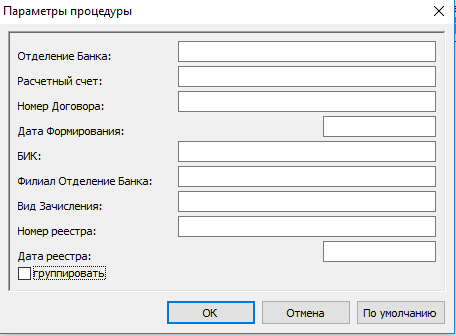 Параметры процедуры
Отделение Банка:
Расчетный счет:
Номер Договора:
Дата Формирования:
БИК:
Филиал Отделение Банка:
Вид Зачисления:
Номер реестра:
Дата реестра:
группировать
ОК Отмена По умолчанию